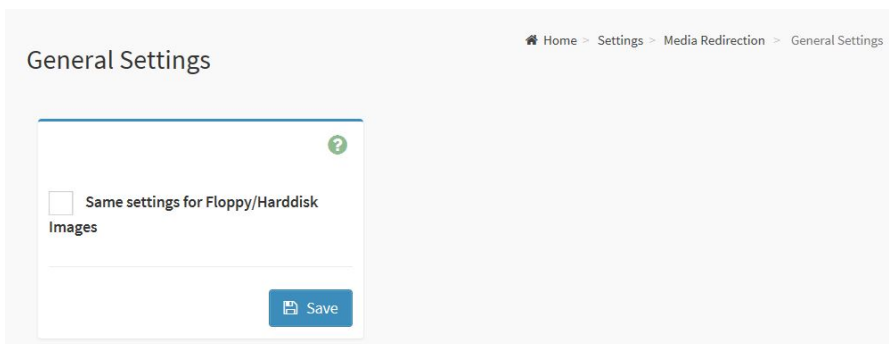 Home > Settings > Media Redirection > General Settings
General Settings
?
Same settings for Floppy/Harddisk
Images
Save